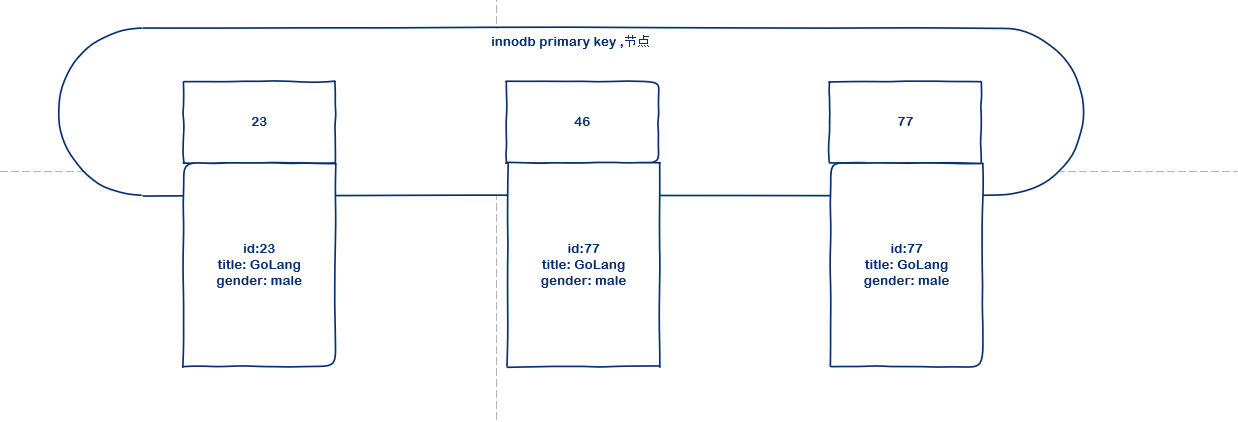 innodb primary key ,节点
23
46
77
id:23
title: GoLang
gender: male
id:77
title: GoLang
gender: male
id:77
title: GoLang
gender: male